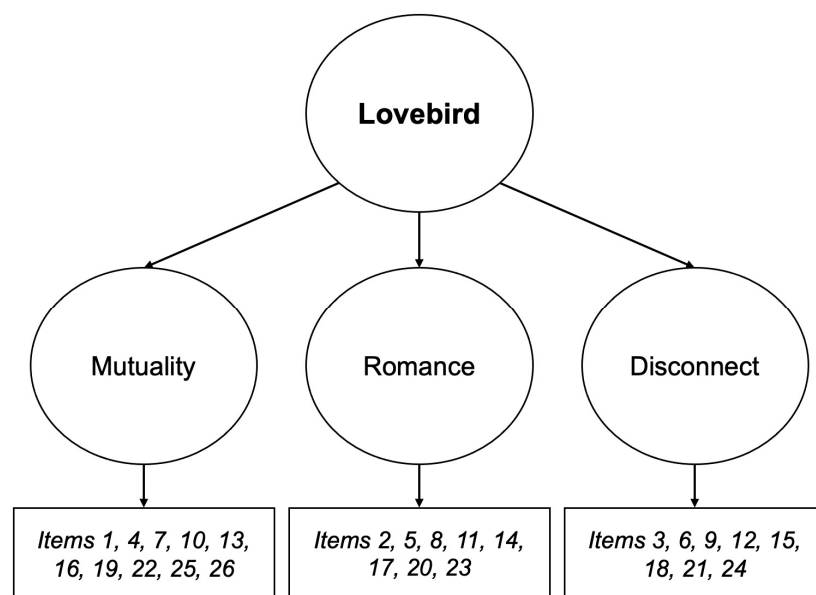 Lovebird
Mutuality
Romance
Disconnect
Items 1, 4, 7, 10, 13,
16, 19, 22, 25, 26
Items 2, 5, 8, 11, 14,
17, 20, 23
Items 3, 6, 9, 12, 15,
18, 21, 24